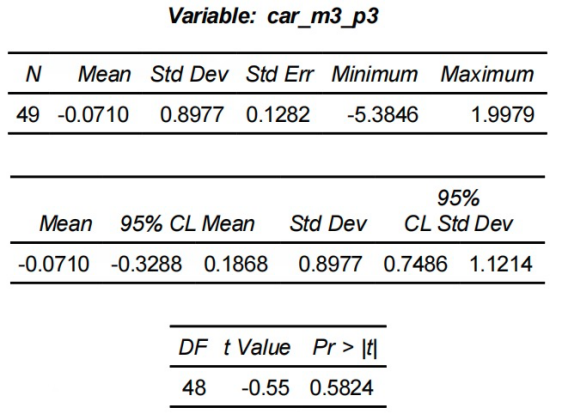 Variable: car_m3_p3
N Mean Std Dev Std Err Minimum Maximum
49 -0.0710 0.8977 0.1282 -5.3846 1.9979
95%
Mean 95% CL Mean Std Dev CL Std Dev
-0.0710 -0.3288 0.1868 0.8977 0.7486 1.1214
DF t Value Pr > |t|
48 -0.55 0.5824